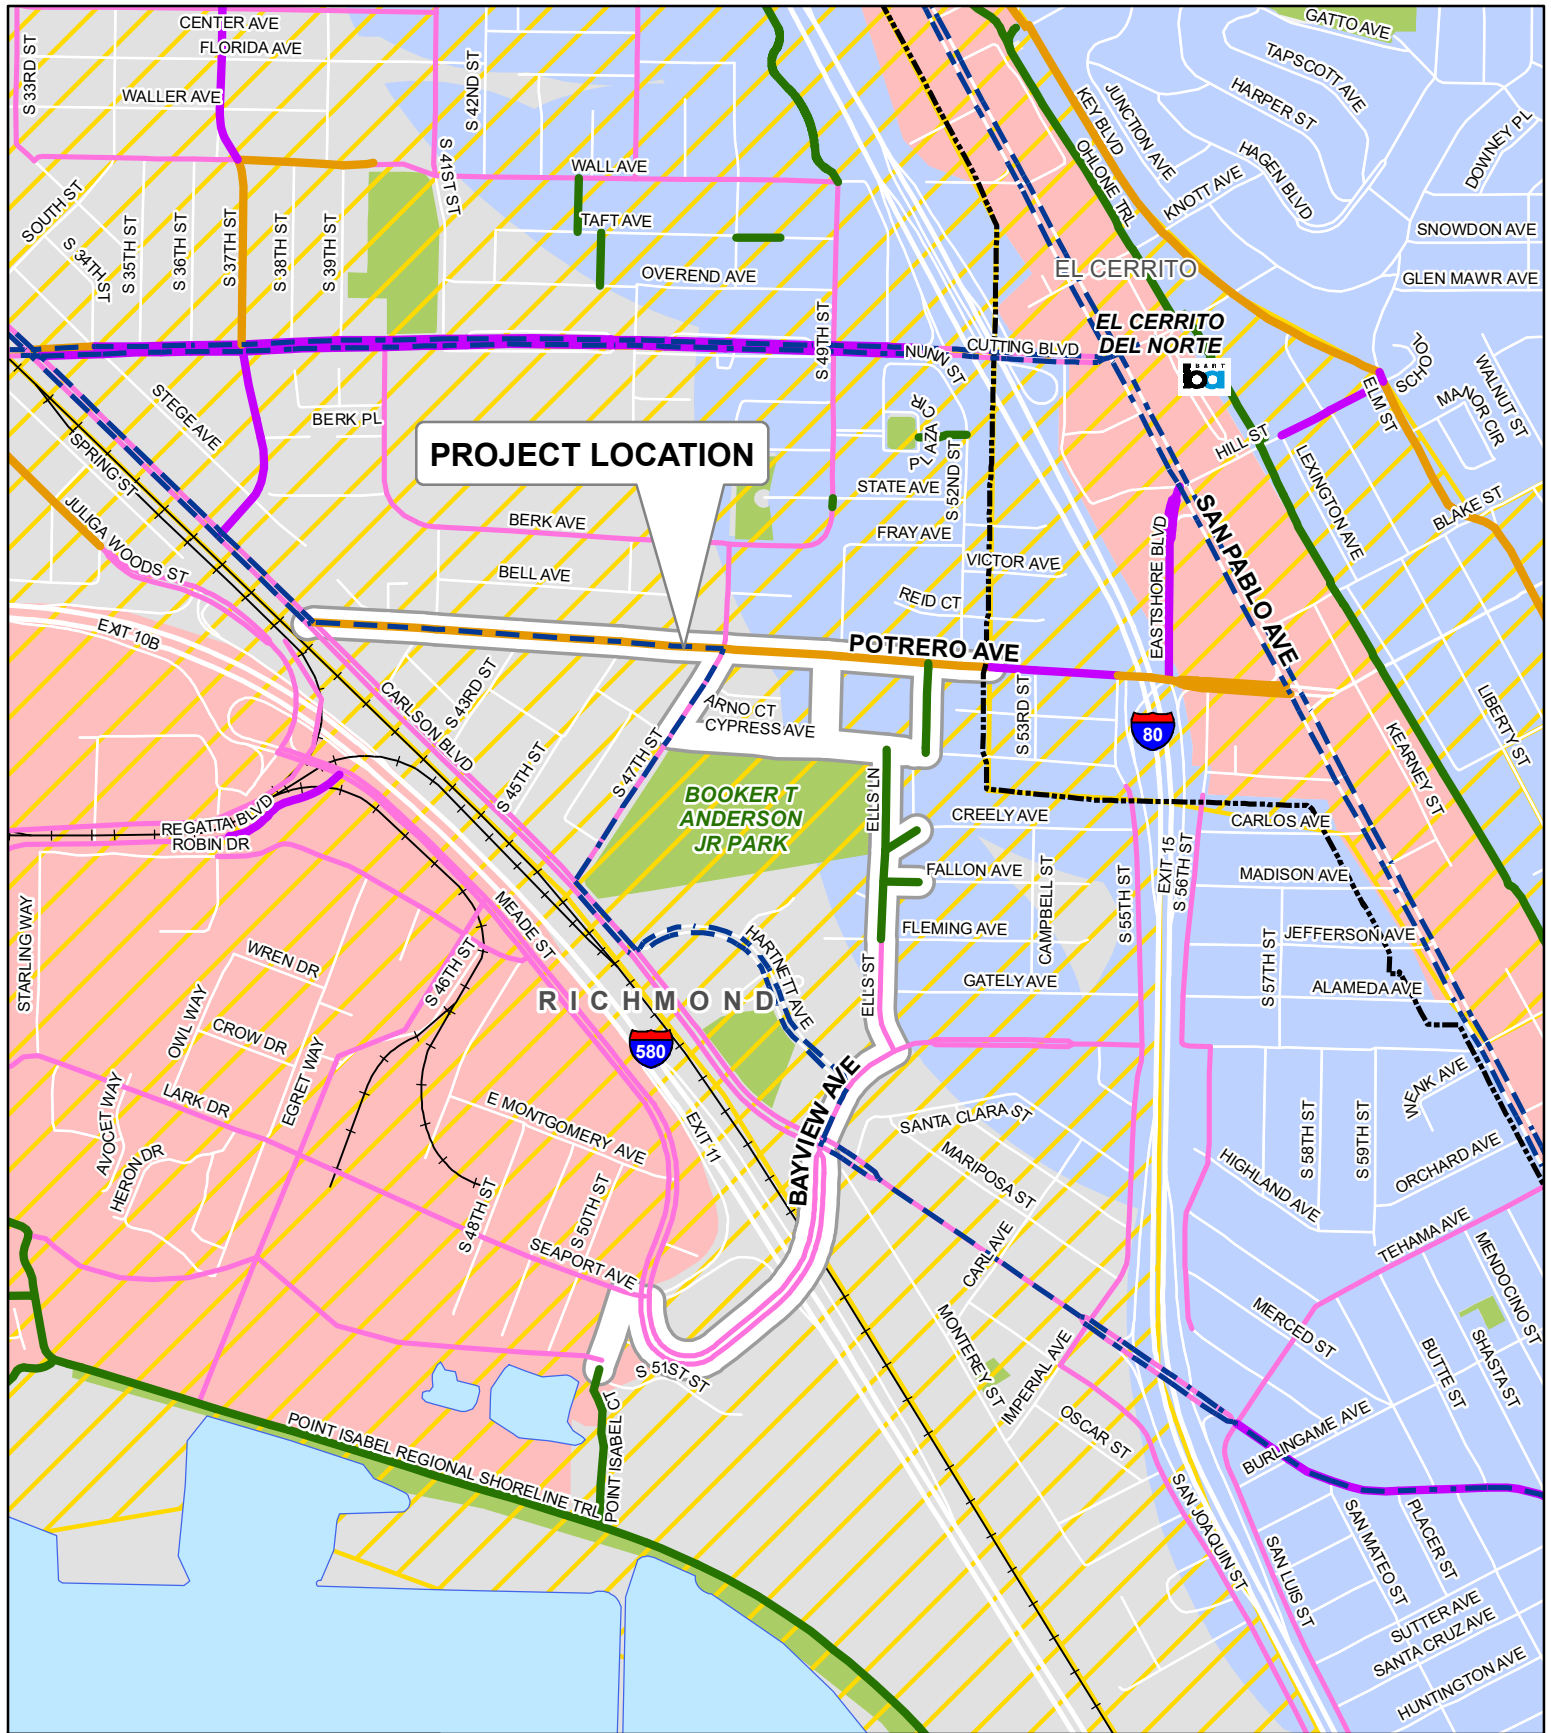 CENTER AVE
FLORIDA AVE
S 33RD ST
WALLER AVE
S 42ND ST
S 41ST ST
GATTO AVE
TAPSCOTT AVE
HARPER ST
KEY BLVD
JUNCTION AVE
HAGEN BLVD
DOWNEY PL
OHLONE TRL
KNOTT AVE
SNOWDON AVE
GLEN MAWR AVE
WALL AVE
TAFT AVE
OVEREND AVE
SOUTH ST
S 34TH ST
S 35TH ST
S 36TH ST
S 37TH ST
S 38TH ST
S 39TH ST
S 49TH ST
EL CERRITO
EL CERRITO
DEL NORTE
BART
ba
NUNN ST
CUTTING BLVD
SCHOOL
ELM ST
MANOR CIR
WALNUT ST
STEGE AVE
BERK PL
PROJECT LOCATION
PLAZA CIR
S 52ND ST
STATE AVE
HILL ST
LEXINGTON AVE
BLAKE ST
SPRING ST
JULIGA WOODS ST
BERK AVE
FRAY AVE
VICTOR AVE
BELL AVE
REID CT
EASTSHORE BLVD
SAN PABLO AVE
EXIT 10B
POTRERO AVE
S 43RD ST
CARLSON BLVD
ARNO CT
CYPRESS AVE
S 53RD ST
80
LIBERTY ST
KEARNEY ST
S 45TH ST
S 47TH ST
BOOKER T
ANDERSON
JR PARK
ELLS LN
CREELY AVE
CARLOS AVE
REGATTA BLVD
ROBIN DR
FALLON AVE
CAMPBELL ST
S 55TH ST
EXIT 15
S 56TH ST
MADISON AVE
MEADE ST
STARLING WAY
WREN DR
S 46TH ST
HARTNETT AVE
FLEMING AVE
JEFFERSON AVE
S 57TH ST
ELLS ST
GATELY AVE
ALAMEDA AVE
RICHMOND
OWL WAY
CROW DR
EGRET WAY
580
BAYVIEW AVE
AVOCET WAY
LARK DR
E MONTGOMERY AVE
EXIT 11
SANTA CLARA ST
WENK AVE
HERON DR
MARIPOSA ST
S 58TH ST
S 59TH ST
ORCHARD AVE
HIGHLAND AVE
S 48TH ST
S 50TH ST
SEAPORT AVE
CARL AVE
TEHAMA AVE
MENDOCINO ST
MERCED ST
MONTEREY ST
IMPERIAL AVE
BUTTE ST
SHASTA ST
S 51ST ST
POINT ISABEL CT
POINT ISABEL REGIONAL SHORELINE TRL
OSCAR ST
BURLINGAME AVE
SAN JOAQUIN ST
SAN LUIS ST
SAN MATEO ST
PLACER ST
SUTTER AVE
SANTA CRUZ AVE
HUNTINGTON AVE